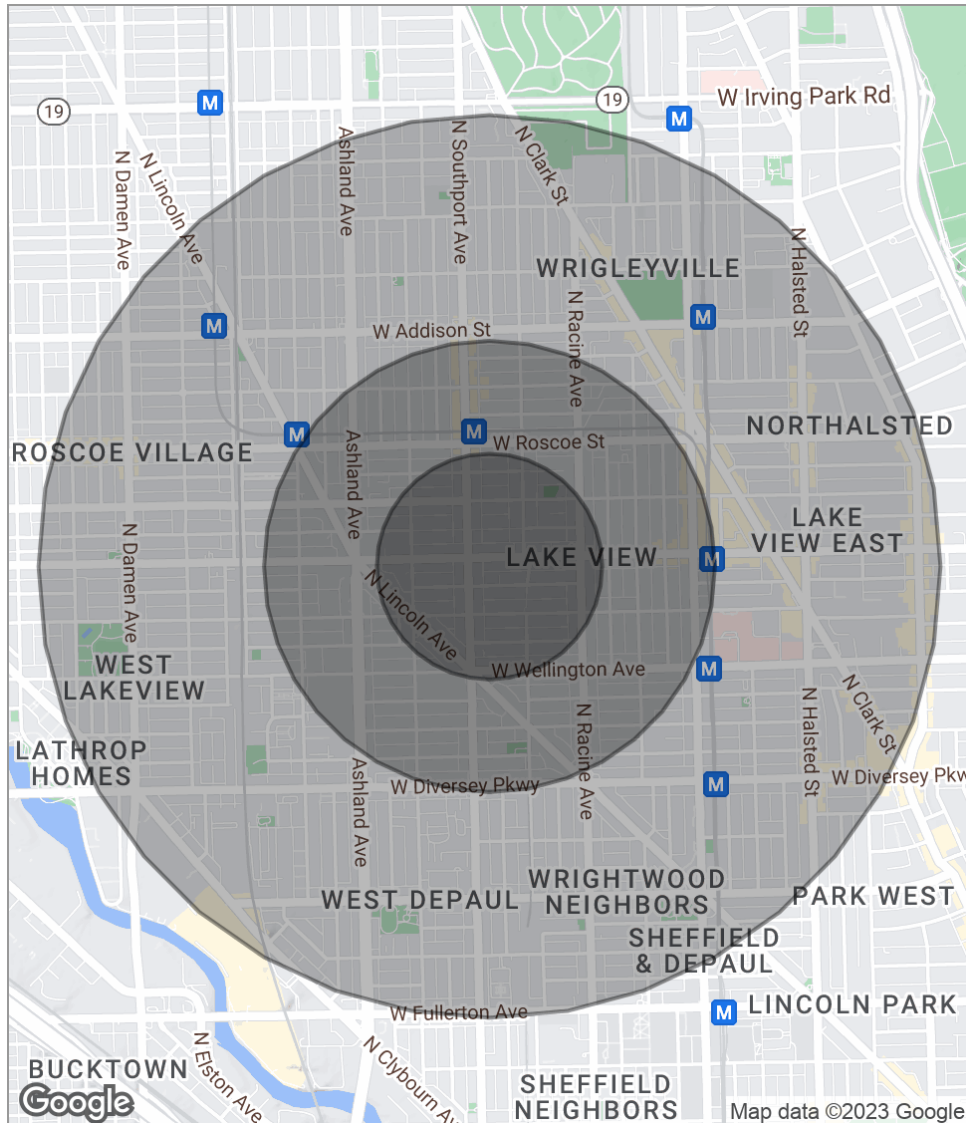 19
M
19
M
W Irving Park Rd
N Damen Ave
N Lincoln Ave
Ashland Ave
N Southport Ave
N Clark St
WRIGLEYVILLE
N Halsted St
M
W Addison St
N Racine Ave
M
M
M
W Roscoe St
NORTHALSTED
ROSCOE VILLAGE
Ashland Ave
N Damen Ave
LAKE VIEW
M
LAKE
VIEW EAST
N Lincoln Ave
W Wellington Ave
M
WEST
LAKEVIEW
N Racine Ave
N Halsted St
N Clark St
LATHROP
HOMES
Ashland Ave
W Diversey Pkwy
M
W Diversey Pkw
WEST DEPAUL
WRIGHTWOOD
NEIGHBORS
PARK WEST
SHEFFIELD
& DEPAUL
W Fullerton Ave
M
LINCOLN PARK
BUCKTOWN
N Elston Ave
N Clybourn Av
SHEFFIELD
NEIGHBORS
Google
Map data ©2023 Google